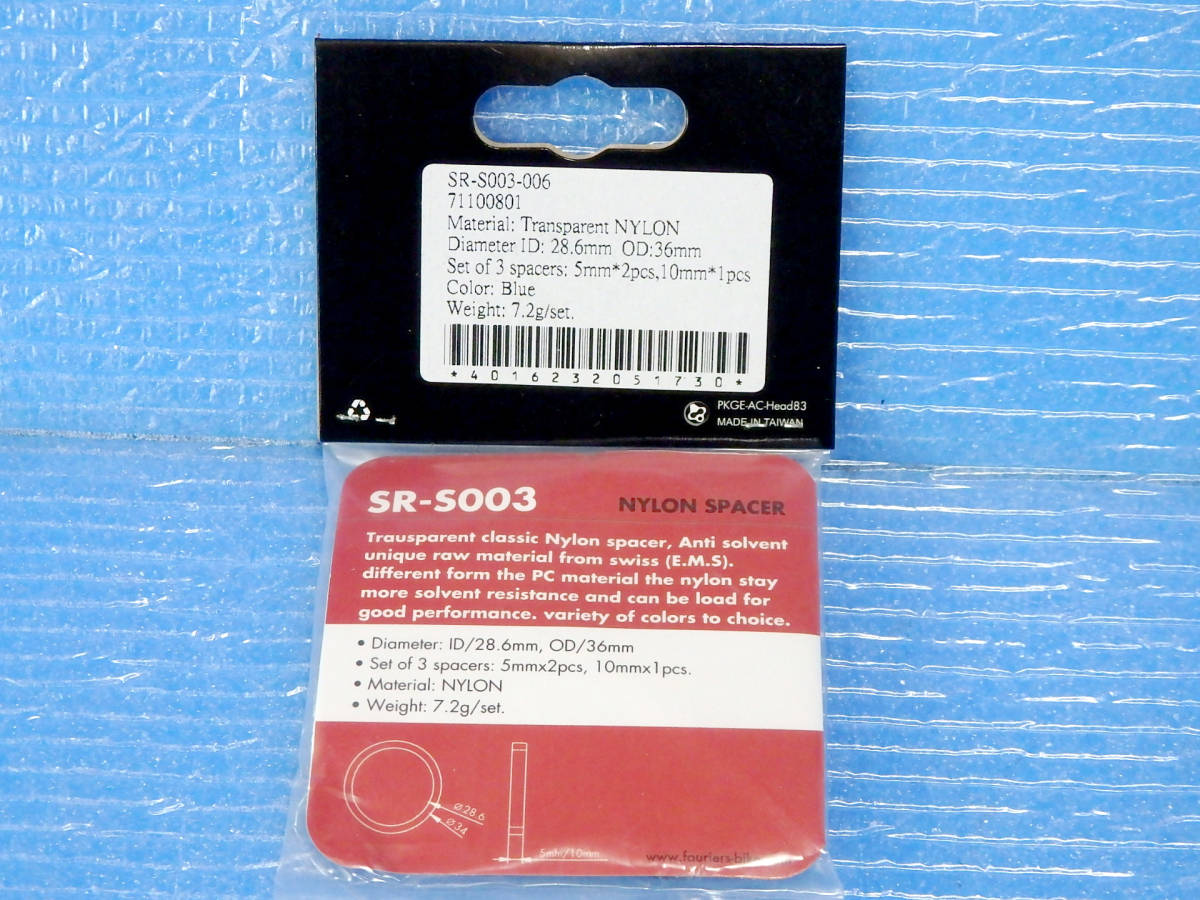 SR-S003-006
71100801
Material: Transparent NYLON
Diameter ID: 28.6mm OD:36mm
Set of 3 spacers: 5mm*2pcs,10mm*1pcs
Color: Blue
Weight: 7.2g/set.
*4016232051730*
PKGE-AC-Head83
MADE IN TAIWAN
SR-S003
NYLON SPACER
Trausparent classic Nylon spacer, Anti solvent
unique raw material from swiss (E.M.S).
different form the PC material the nylon stay
more solvent resistance and can be load for
good performance. variety of colors to choice.
• Diameter: ID/28.6mm, OD/36mm
• Set of 3 spacers: 5mmx2pcs, 10mmx1pcs.
• Material: NYLON
• Weight: 7.2g/set.
Ø28.6
Ø34
5mm/10mm
www.fauriers-bik